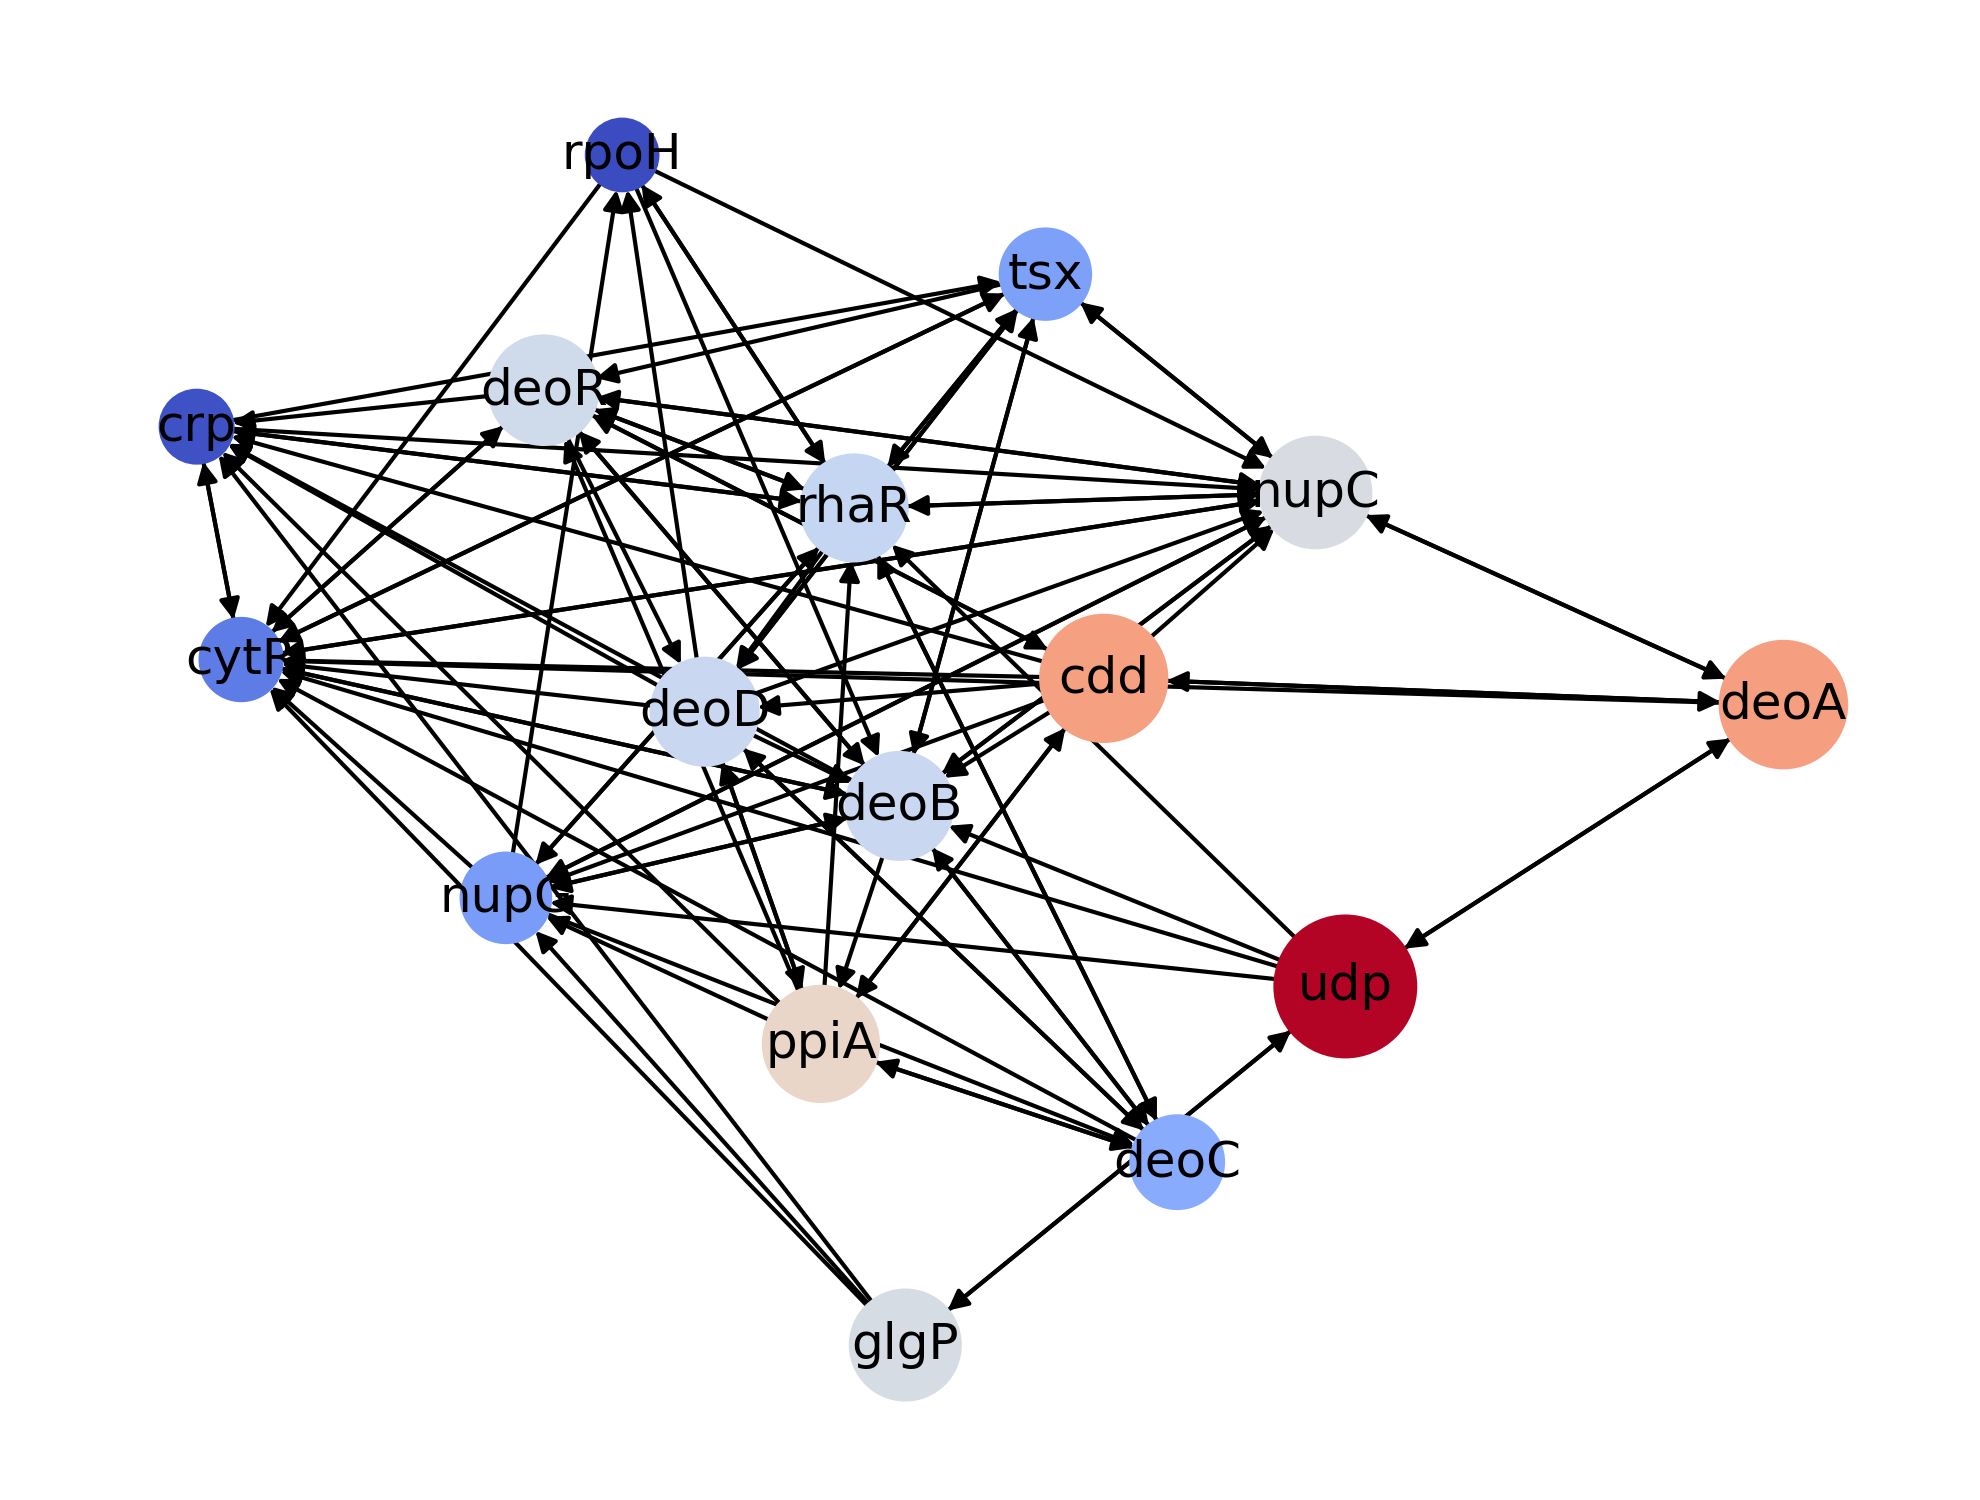 rpoH
tsx
deoR
crp
nupC
rhaR
cytR
cdd
deoA
deoD
deoB
nupG
udp
ppiA
deoC
glgP